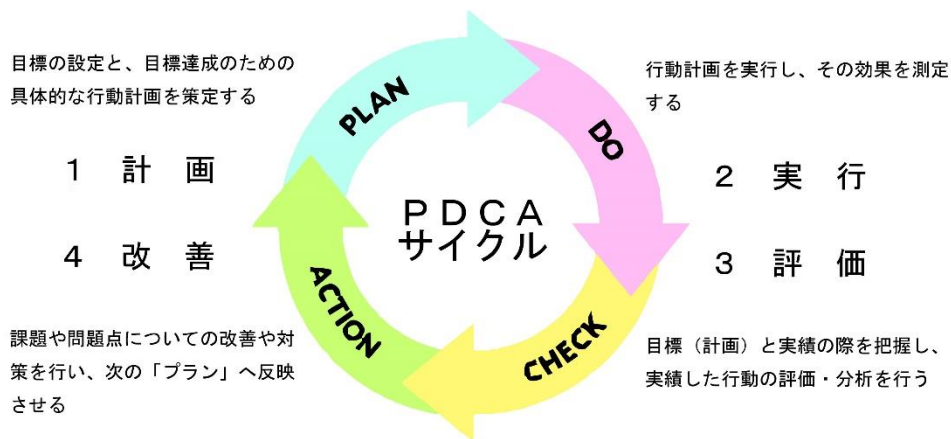 目標の設定と、目標達成のための
具体的な行動計画を策定する
1 計 画
PLAN
行動計画を実行し、その効果を測定
する
2 実 行
DO
PDCA
サイクル
3 評 価
目標（計画）と実績の際を把握し、
実績した行動の評価・分析を行う
CHECK
4 改 善
課題や問題点についての改善や対
策を行い、次の「プラン」へ反映
させる
ACTION